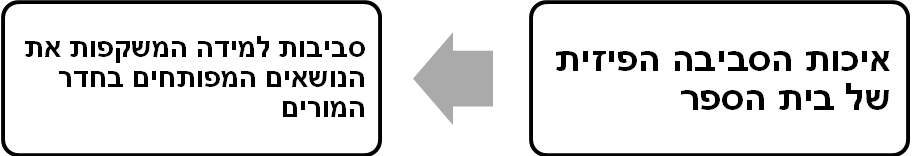 איכות הסביבה הפיזית
של בית הספר
סביבות למידה המשקפות את
הנושאים המפותחים בחדר
המורים